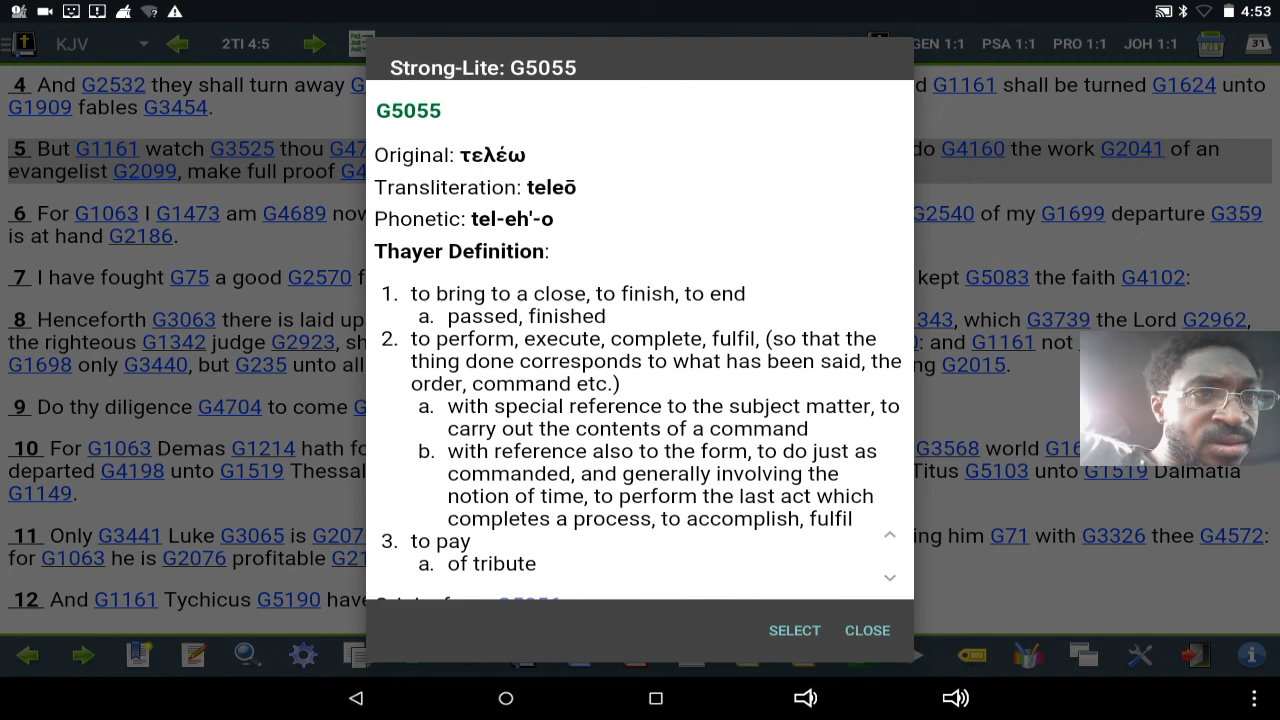 4:53
KJV 2TI 4:5 GEN 1:1 PSA 1:1 PRO 1:1 JOH 1:1 31
Strong-Lite: G5055
G5055
Original: τελέω
Transliteration: teleō
Phonetic: tel-eh'-o
Thayer Definition:
1. to bring to a close, to finish, to end
a. passed, finished
2. to perform, execute, complete, fulfil, (so that the
thing done corresponds to what has been said, the
order, command etc.)
a. with special reference to the subject matter, to
carry out the contents of a command
b. with reference also to the form, to do just as
commanded, and generally involving the
notion of time, to perform the last act which
completes a process, to accomplish, fulfil
3. to pay
a. of tribute
SELECT CLOSE
4 And G2532 they shall turn away G1161 shall be turned G1624 unto
G1909 fables G3454.
5 But G1161 watch G3525 thou do G4160 the work G2041 of an
evangelist G2099, make full proof
6 For G1063 I G1473 am G4689 G2540 of my G1699 departure G359
is at hand G2186.
7 I have fought G75 a good G2570 kept G5083 the faith G4102:
8 Henceforth G3063 there is laid up which G3739 the Lord G2962,
the righteous G1342 judge G2923, : and G1161 not
G1698 only G3440, but G235 unto all G2015.
9 Do thy diligence G4704 to come
10 For G1063 Demas G1214 hath G3568 world
departed G4198 unto G1519 Titus G5103 unto G1519 Dalmatia
G1149.
11 Only G3441 Luke G3065 is him G71 with G3326 thee G4572:
for G1063 he is G2076 profitable
12 And G1161 Tychicus G5190 have